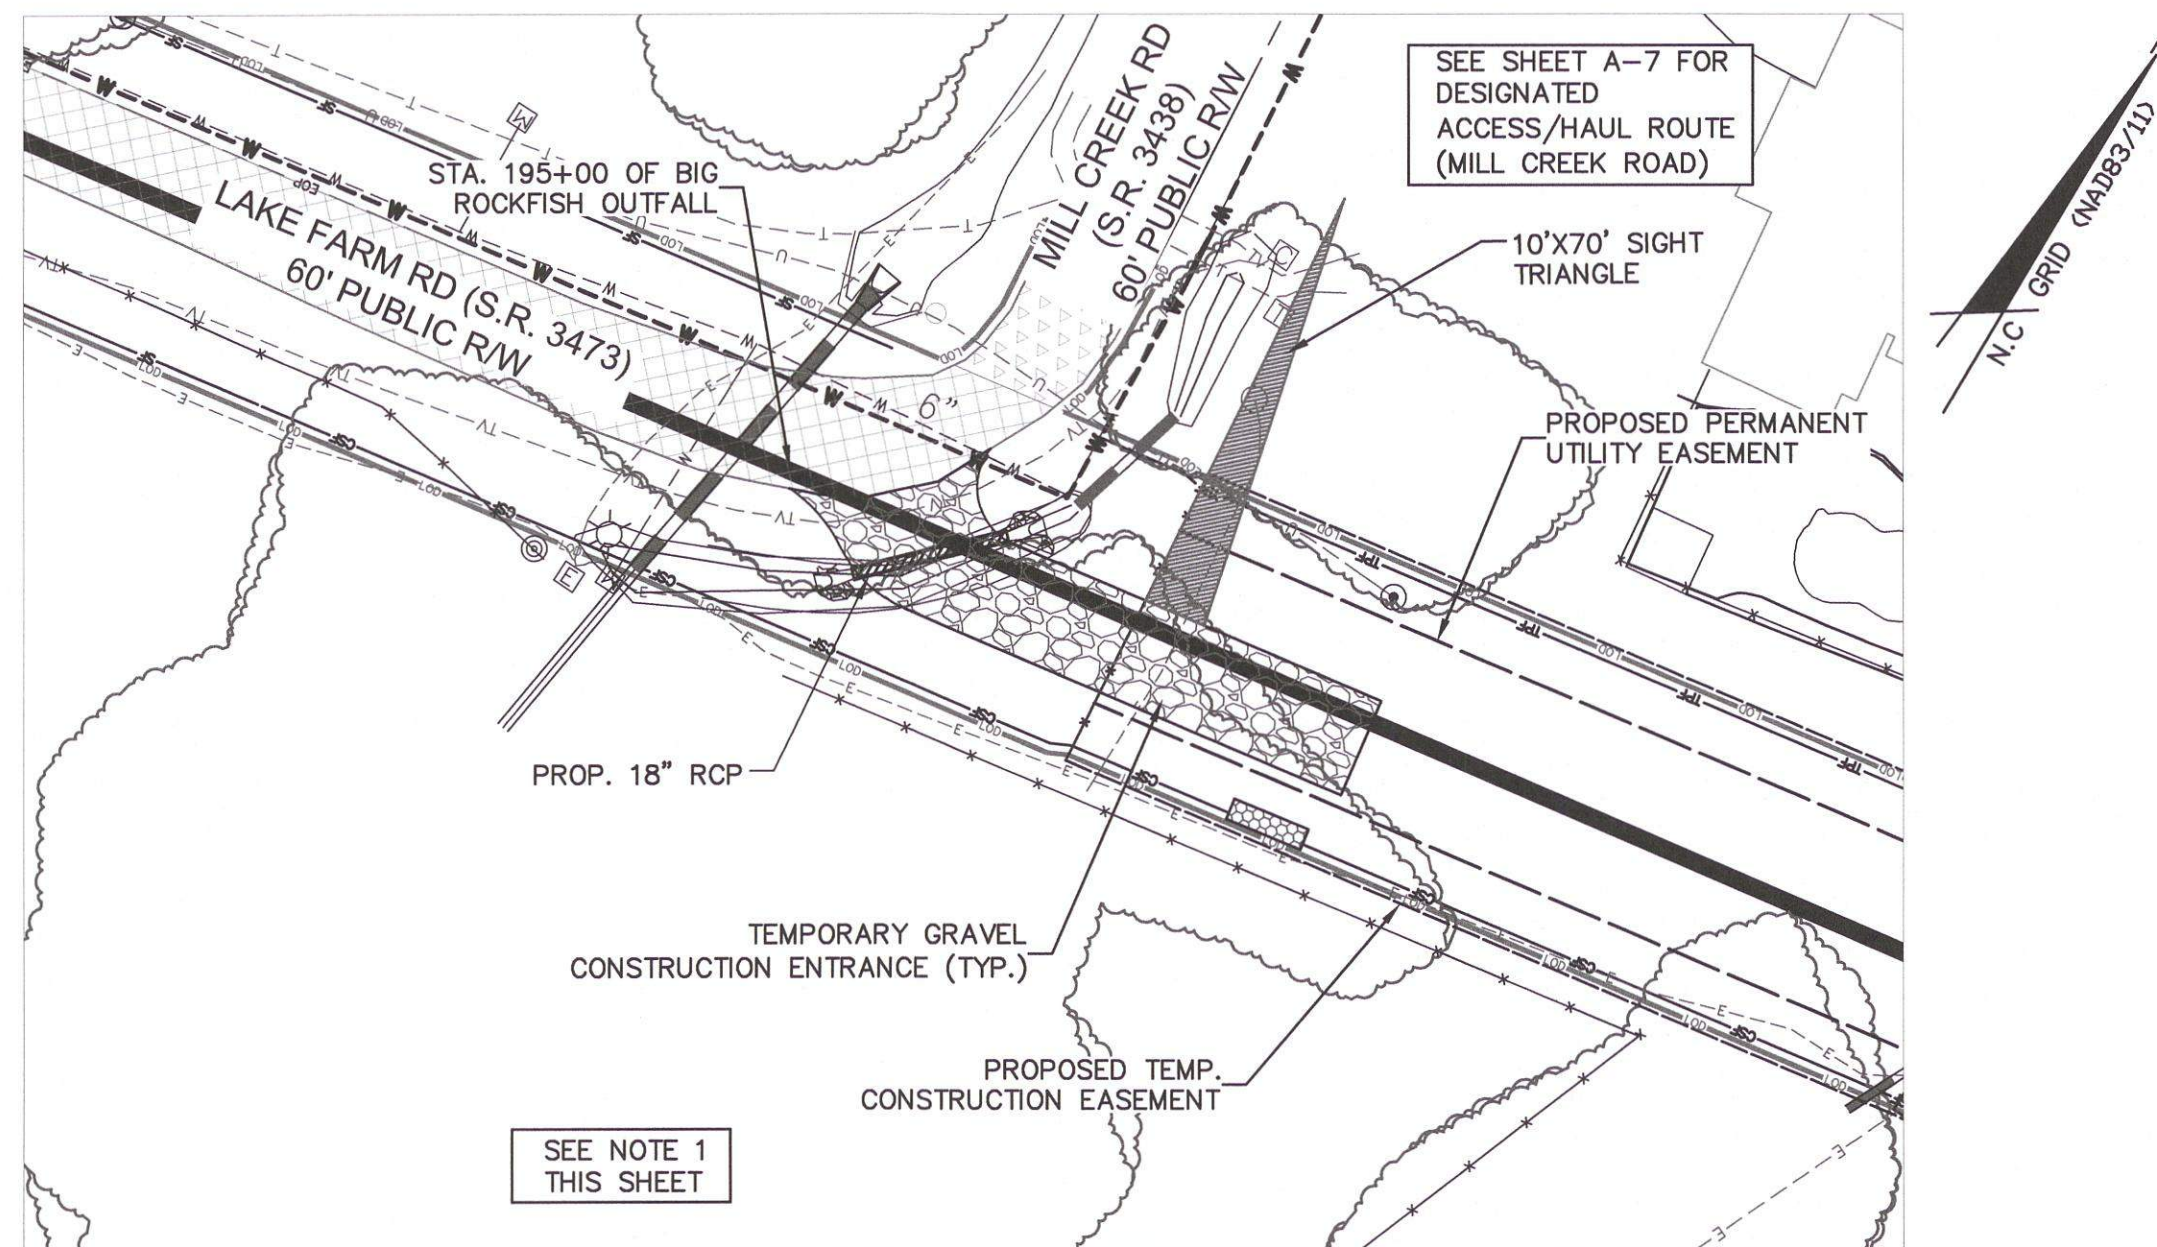 MILL CREEK RD
(S.R. 3438)
60' PUBLIC R/W
SEE SHEET A-7 FOR
DESIGNATED
ACCESS/HAUL ROUTE
(MILL CREEK ROAD)
N.C GRID (NAD83/11)
STA. 195+00 OF BIG
ROCKFISH OUTFALL
LAKE FARM RD (S.R. 3473)
60' PUBLIC R/W
10'X70' SIGHT
TRIANGLE
6"
PROPOSED PERMANENT
UTILITY EASEMENT
PROP. 18" RCP
TEMPORARY GRAVEL
CONSTRUCTION ENTRANCE (TYP.)
PROPOSED TEMP.
CONSTRUCTION EASEMENT
SEE NOTE 1
THIS SHEET